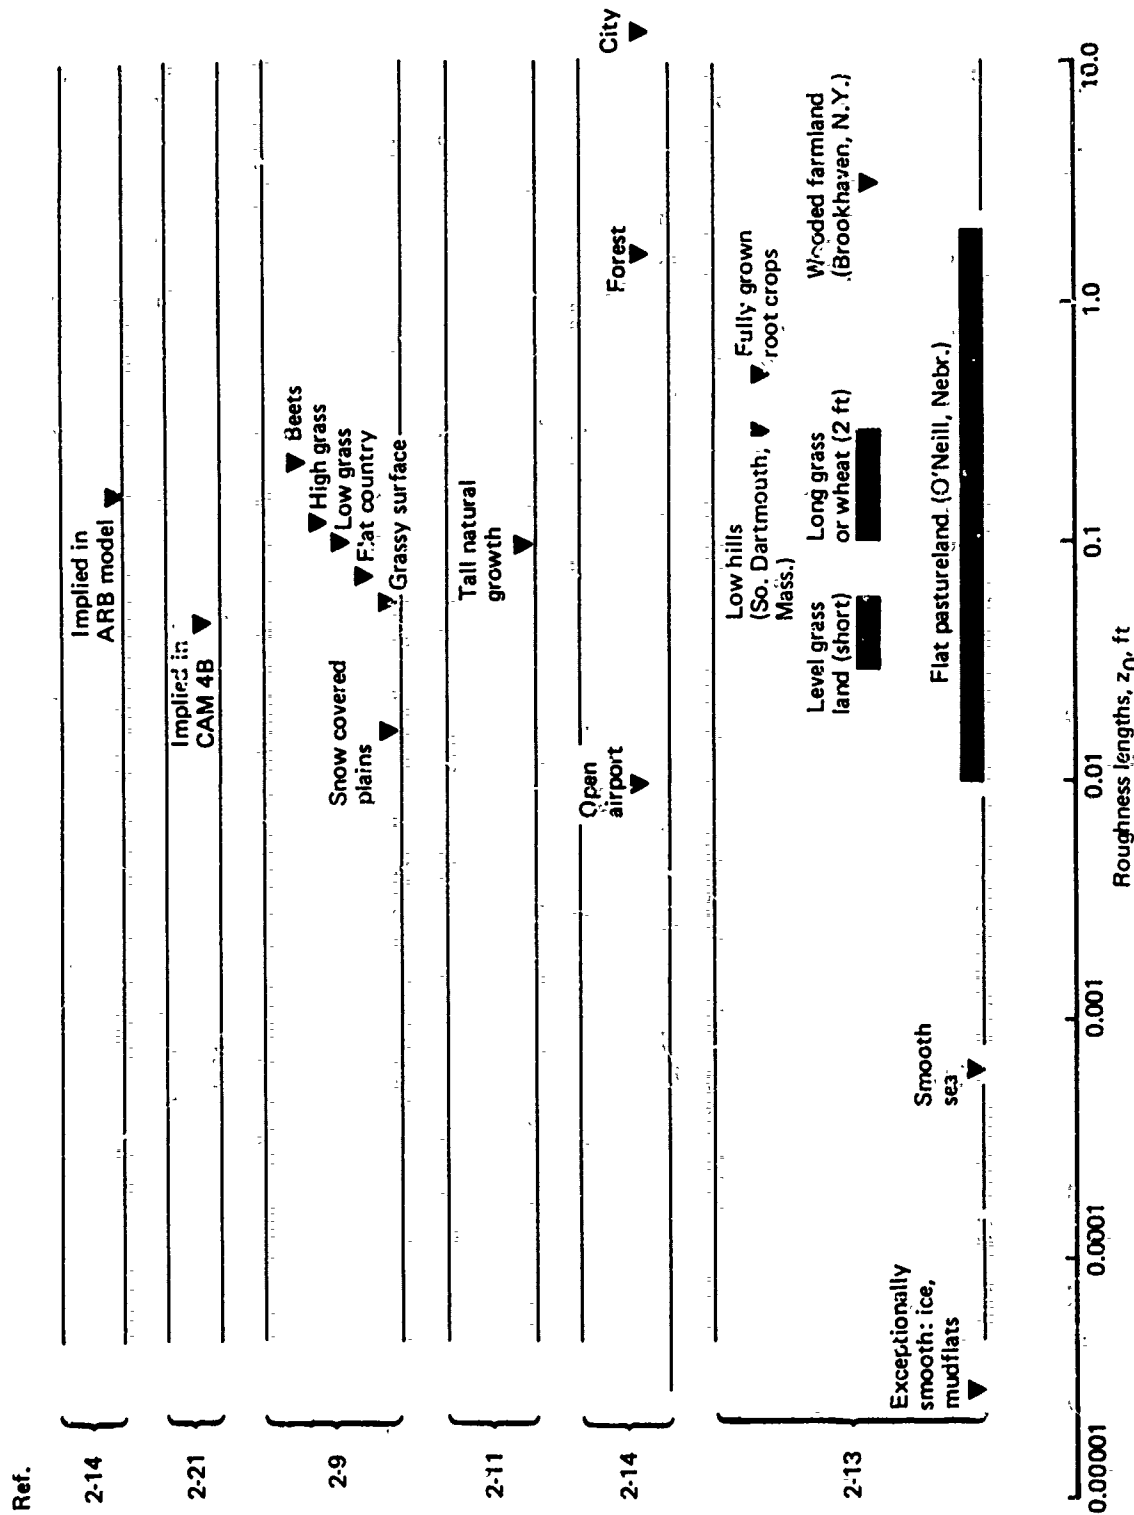 Ref.
2-14
Implied in
ARB model
2-21
Implied in
CAM 4B
2-9
Beets
High grass
Low grass
Flat country
Grassy surface
Snow covered
plains
2-11
Tall natural
growth
2-14
City
Forest
Open
airport
2-13
Fully grown
root crops
Low hills
(So. Dartmouth,
Mass.)
Wooded farmland
(Brookhaven, N.Y.)
Long grass
or wheat (2 ft)
Level grass
land (short)
Flat pastureland (O'Neill, Nebr.)
Smooth
sea
Exceptionally
smooth: ice,
mudflats
0.00001 0.0001 0.001 0.01 0.1 1.0 10.0
Roughness lengths, z0, ft